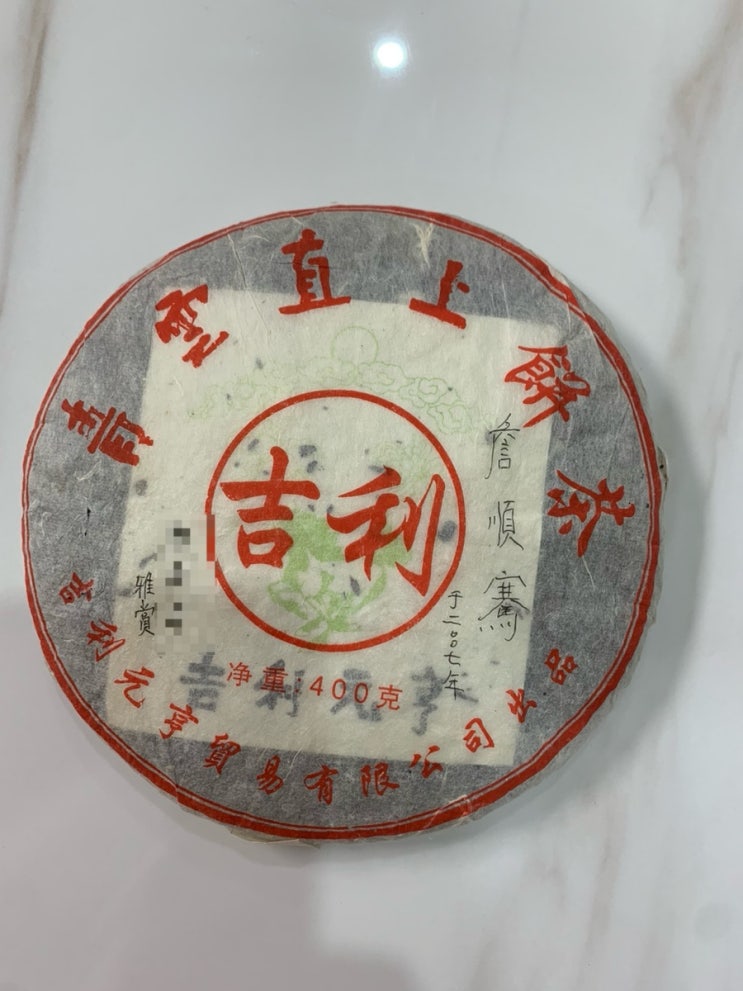 青雲直上餅茶
吉利
詹順騫
于二〇〇七年
雅賞
净重:400克
吉利元亨
吉利元亨貿易有限公司出品